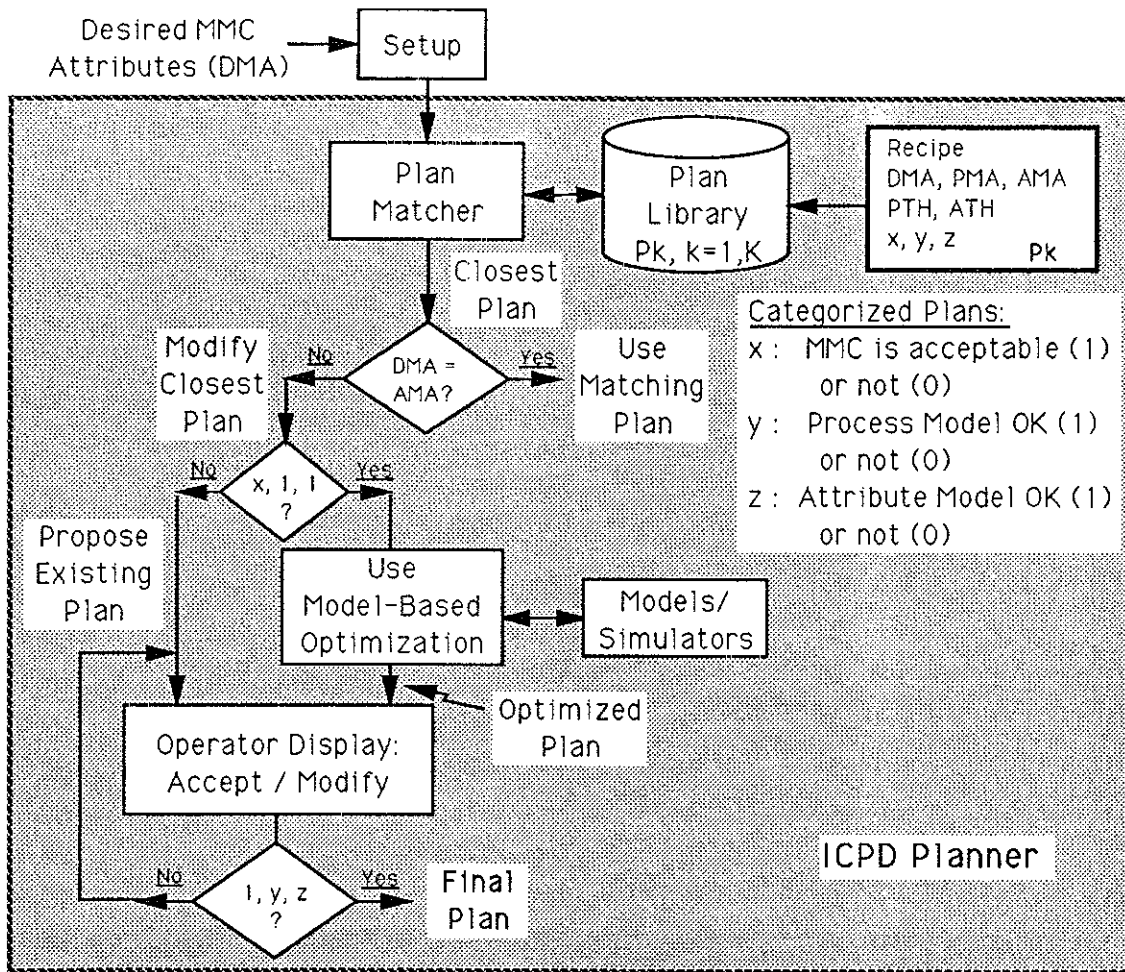 Desired MMC
Attributes (DMA)
Setup
Plan
Matcher
Plan
Library
Pk, k=1,K
Recipe
DMA, PMA, AMA
PTH, ATH
x, y, z
Pk
Closest
Plan
Categorized Plans:
x : MMC is acceptable (1)
or not (0)
y : Process Model OK (1)
or not (0)
z : Attribute Model OK (1)
or not (0)
Modify
Closest
Plan
No
DMA =
AMA?
Yes
Use
Matching
Plan
No
x, 1, 1
?
Yes
Propose
Existing
Plan
Use
Model-Based
Optimization
Models/
Simulators
Optimized
Plan
Operator Display:
Accept / Modify
No
1, y, z
?
Yes
Final
Plan
ICPD Planner